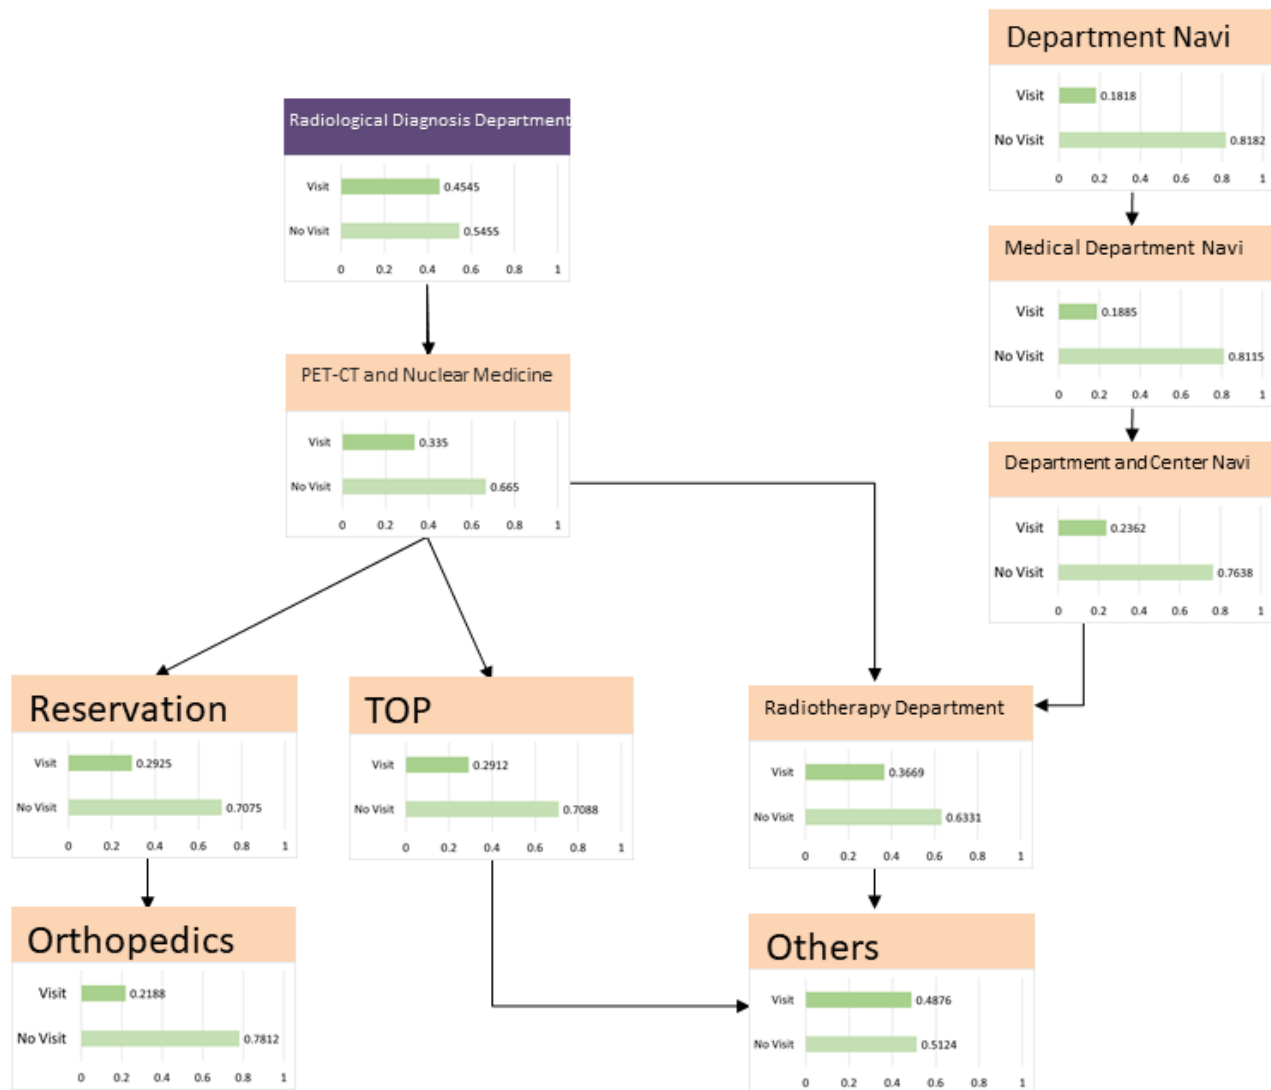 Department Navi
Visit 0.1818
No Visit 0.8182
0 0.2 0.4 0.6 0.8 1
Radiological Diagnosis Department
Visit 0.4545
No Visit 0.5455
0 0.2 0.4 0.6 0.8 1
Medical Department Navi
Visit 0.1885
No Visit 0.8115
0 0.2 0.4 0.6 0.8 1
PET-CT and Nuclear Medicine
Visit 0.335
No Visit 0.665
0 0.2 0.4 0.6 0.8 1
Department and Center Navi
Visit 0.2362
No Visit 0.7638
0 0.2 0.4 0.6 0.8 1
Reservation
Visit 0.2925
No Visit 0.7075
0 0.2 0.4 0.6 0.8 1
TOP
Visit 0.2912
No Visit 0.7088
0 0.2 0.4 0.6 0.8 1
Radiotherapy Department
Visit 0.3669
No Visit 0.6331
0 0.2 0.4 0.6 0.8 1
Orthopedics
Visit 0.2188
No Visit 0.7812
0 0.2 0.4 0.6 0.8 1
Others
Visit 0.4876
No Visit 0.5124
0 0.2 0.4 0.6 0.8 1